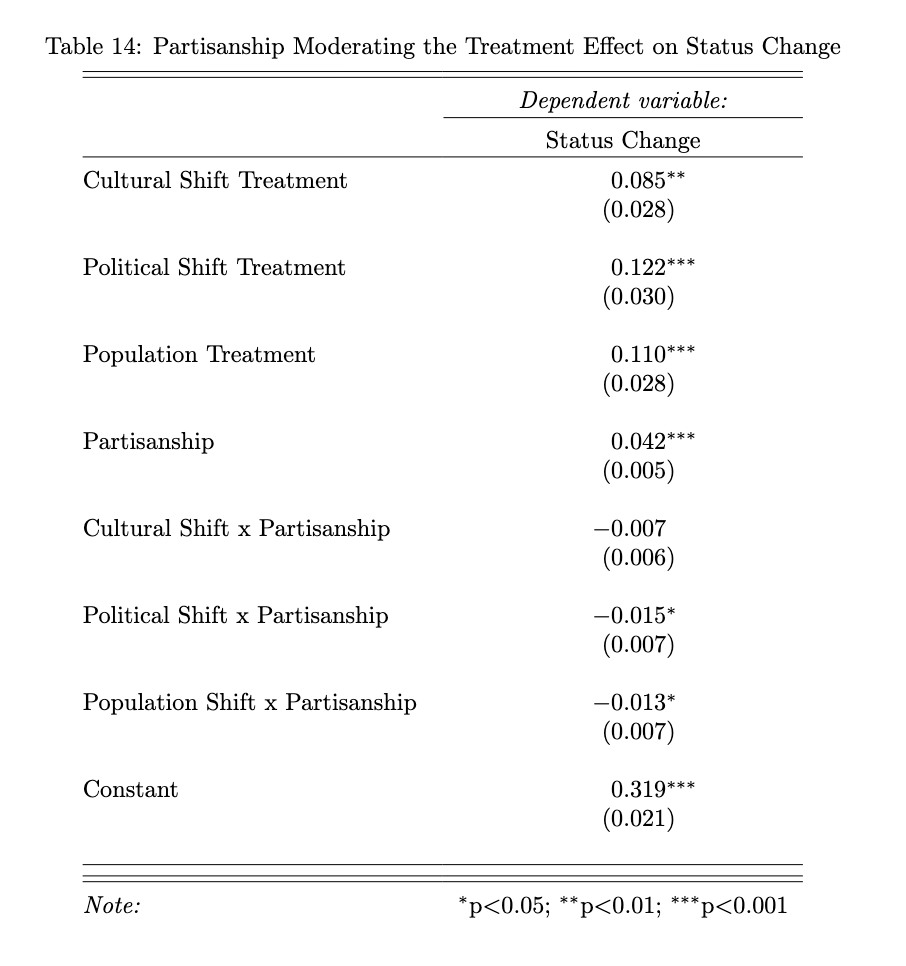 Table 14: Partisanship Moderating the Treatment Effect on Status Change
Dependent variable:
Status Change
Cultural Shift Treatment 0.085**
(0.028)
Political Shift Treatment 0.122***
(0.030)
Population Treatment 0.110***
(0.028)
Partisanship 0.042***
(0.005)
Cultural Shift x Partisanship −0.007
(0.006)
Political Shift x Partisanship −0.015*
(0.007)
Population Shift x Partisanship −0.013*
(0.007)
Constant 0.319***
(0.021)
Note: *p<0.05; **p<0.01; ***p<0.001